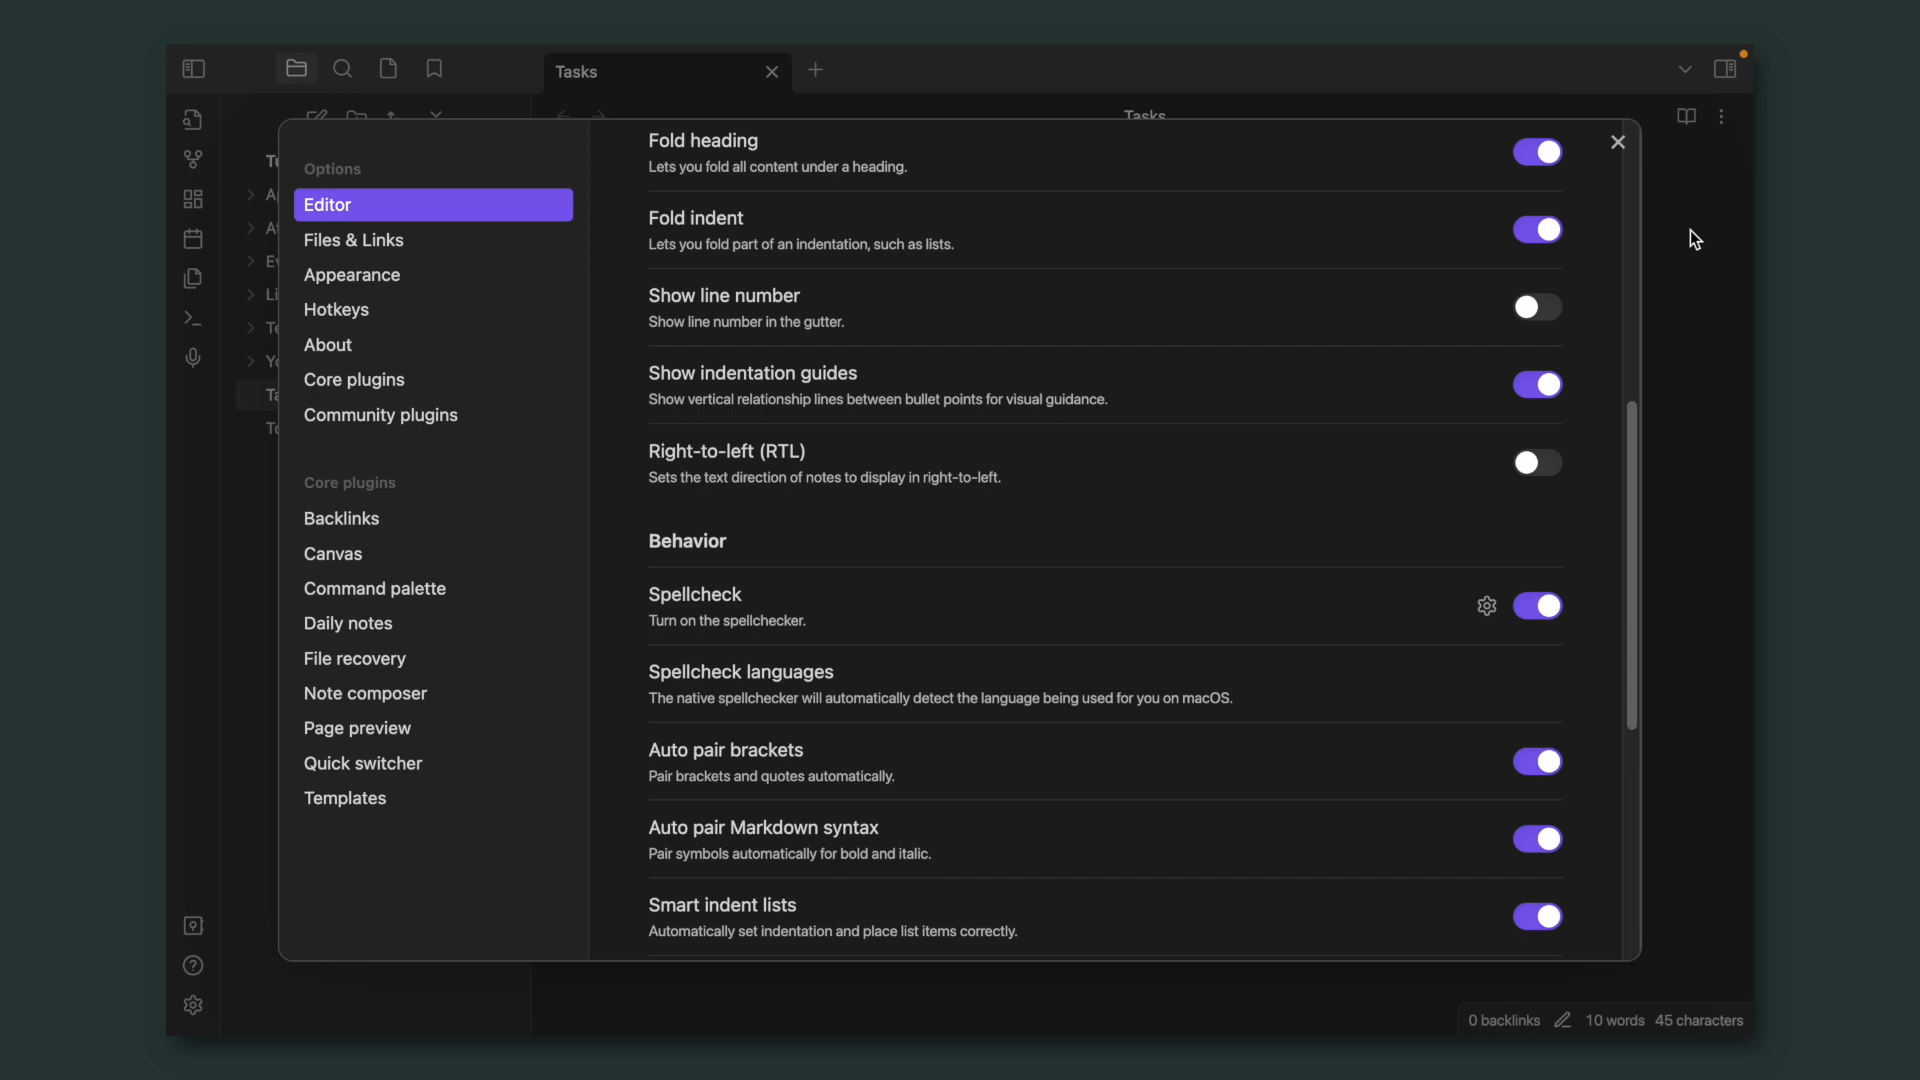 Tasks
Tasks
Options
Editor
Files & Links
Appearance
Hotkeys
About
Core plugins
Community plugins
Core plugins
Backlinks
Canvas
Command palette
Daily notes
File recovery
Note composer
Page preview
Quick switcher
Templates
Fold heading
Lets you fold all content under a heading.
Fold indent
Lets you fold part of an indentation, such as lists.
Show line number
Show line number in the gutter.
Show indentation guides
Show vertical relationship lines between bullet points for visual guidance.
Right-to-left (RTL)
Sets the text direction of notes to display in right-to-left.
Behavior
Spellcheck
Turn on the spellchecker.
Spellcheck languages
The native spellchecker will automatically detect the language being used for you on macOS.
Auto pair brackets
Pair brackets and quotes automatically.
Auto pair Markdown syntax
Pair symbols automatically for bold and italic.
Smart indent lists
Automatically set indentation and place list items correctly.
0 backlinks 10 words 45 characters